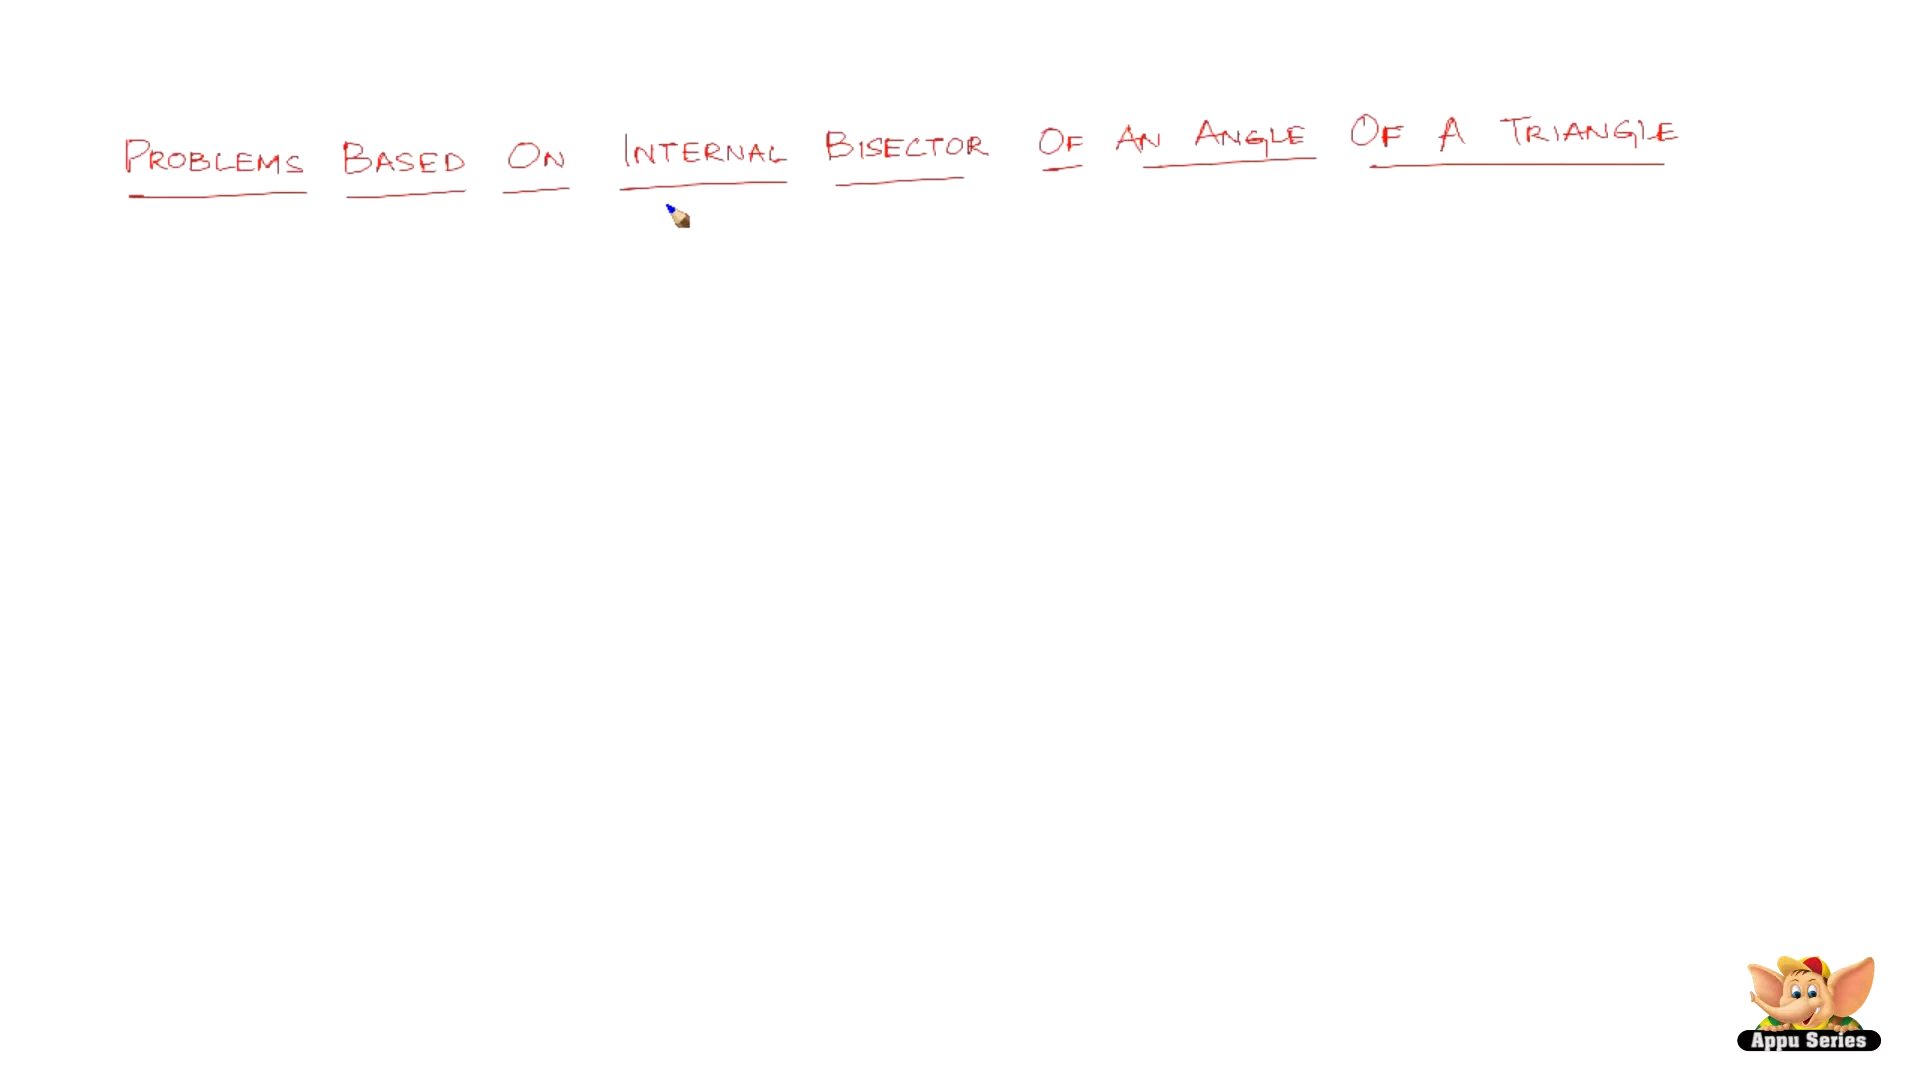 PROBLEMS BASED ON INTERNAL BISECTOR OF AN ANGLE OF A TRIANGLE
Appu Series